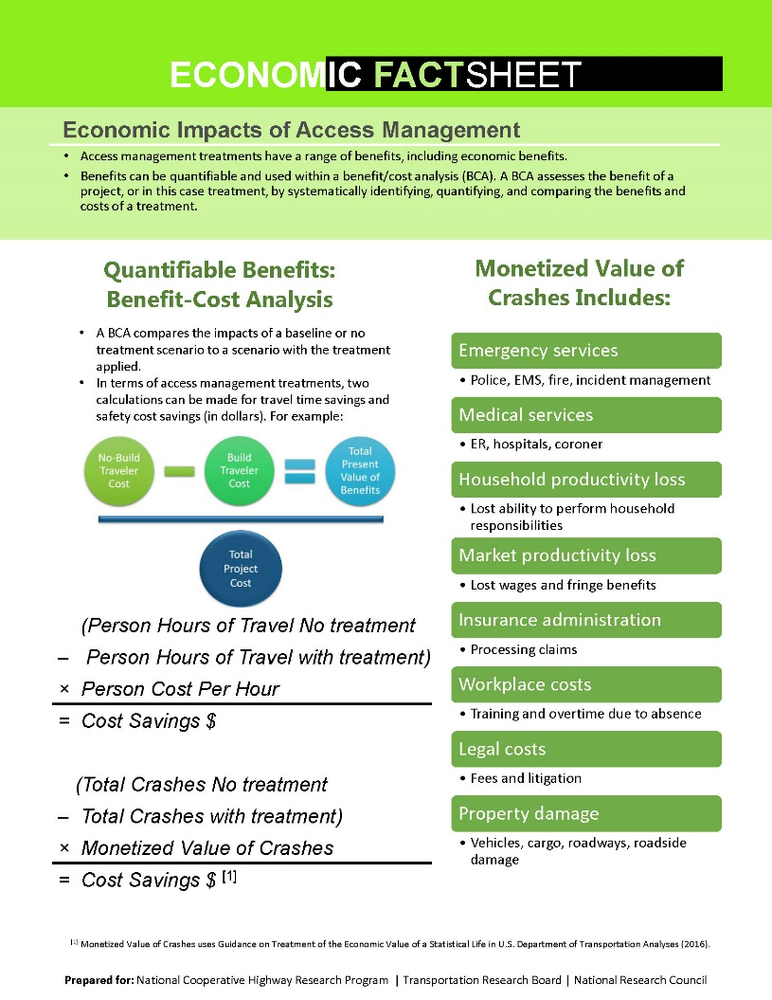 ECONOMIC FACTSHEET
Economic Impacts of Access Management
• Access management treatments have a range of benefits, including economic benefits.
• Benefits can be quantifiable and used within a benefit/cost analysis (BCA). A BCA assesses the benefit of a
project, or in this case treatment, by systematically identifying, quantifying, and comparing the benefits and
costs of a treatment.
Quantifiable Benefits:
Benefit-Cost Analysis
• A BCA compares the impacts of a baseline or no
treatment scenario to a scenario with the treatment
applied.
• In terms of access management treatments, two
calculations can be made for travel time savings and
safety cost savings (in dollars). For example:
No-Build
Traveler
Cost
Build
Traveler
Cost
Total
Present
Value of
Benefits
Total
Project
Cost
(Person Hours of Travel No treatment
– Person Hours of Travel with treatment)
× Person Cost Per Hour
= Cost Savings $
(Total Crashes No treatment
– Total Crashes with treatment)
× Monetized Value of Crashes
= Cost Savings $ [1]
Monetized Value of
Crashes Includes:
Emergency services
• Police, EMS, fire, incident management
Medical services
• ER, hospitals, coroner
Household productivity loss
• Lost ability to perform household
responsibilities
Market productivity loss
• Lost wages and fringe benefits
Insurance administration
• Processing claims
Workplace costs
• Training and overtime due to absence
Legal costs
• Fees and litigation
Property damage
• Vehicles, cargo, roadways, roadside
damage
[1] Monetized Value of Crashes uses Guidance on Treatment of the Economic Value of a Statistical Life in U.S. Department of Transportation Analyses (2016).
Prepared for: National Cooperative Highway Research Program | Transportation Research Board | National Research Council